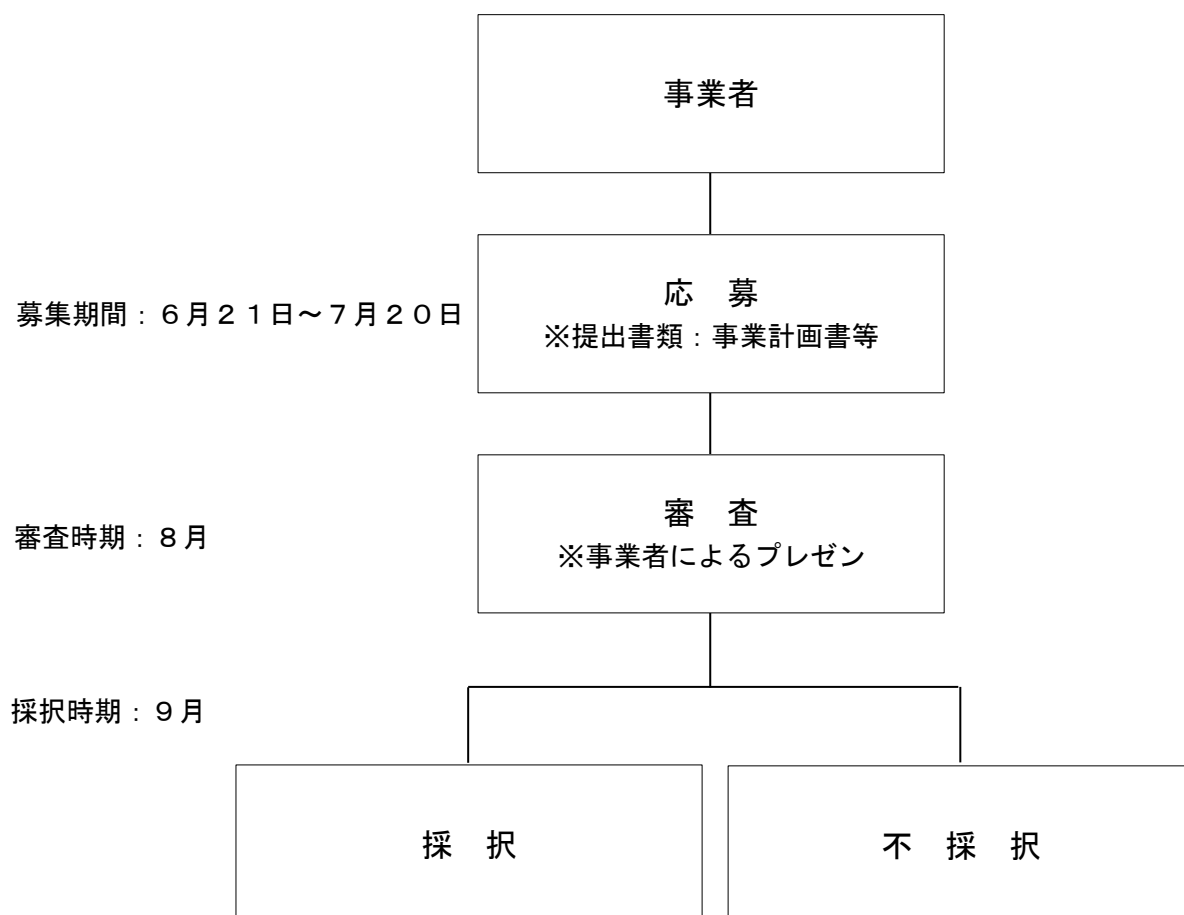 事業者
応　募
募集期間：６月２１日～７月２０日
※提出書類：事業計画書等
審　査
審査時期：８月
※事業者によるプレゼン
採択時期：９月
採　択
不　採　択